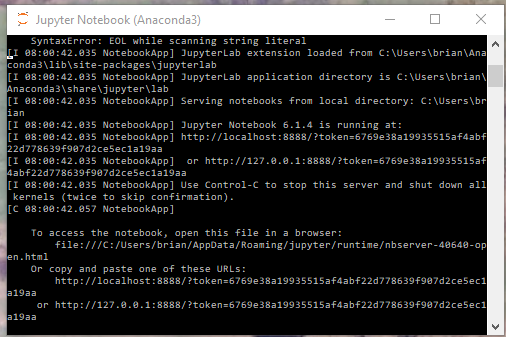 Jupyter Notebook (Anaconda3)
SyntaxError: EOL while scanning string literal
[I 08:00:42.035 NotebookApp] JupyterLab extension loaded from C:\Users\brian\Ana
conda3\lib\site-packages\jupyterlab
[I 08:00:42.035 NotebookApp] JupyterLab application directory is C:\Users\brian\
Anaconda3\share\jupyter\lab
[I 08:00:42.035 NotebookApp] Serving notebooks from local directory: C:\Users\br
ian
[I 08:00:42.035 NotebookApp] Jupyter Notebook 6.1.4 is running at:
[I 08:00:42.035 NotebookApp] http://localhost:8888/?token=6769e38a19935515af4abf
22d778639f907d2ce5ec1a19aa
[I 08:00:42.035 NotebookApp]  or http://127.0.0.1:8888/?token=6769e38a19935515af
4abf22d778639f907d2ce5ec1a19aa
[I 08:00:42.035 NotebookApp] Use Control-C to stop this server and shut down all
 kernels (twice to skip confirmation).
[C 08:00:42.057 NotebookApp]
To access the notebook, open this file in a browser:
file:///C:/Users/brian/AppData/Roaming/jupyter/runtime/nbserver-40640-op
en.html
Or copy and paste one of these URLs:
http://localhost:8888/?token=6769e38a19935515af4abf22d778639f907d2ce5ec1
a19aa
or http://127.0.0.1:8888/?token=6769e38a19935515af4abf22d778639f907d2ce5ec1
a19aa